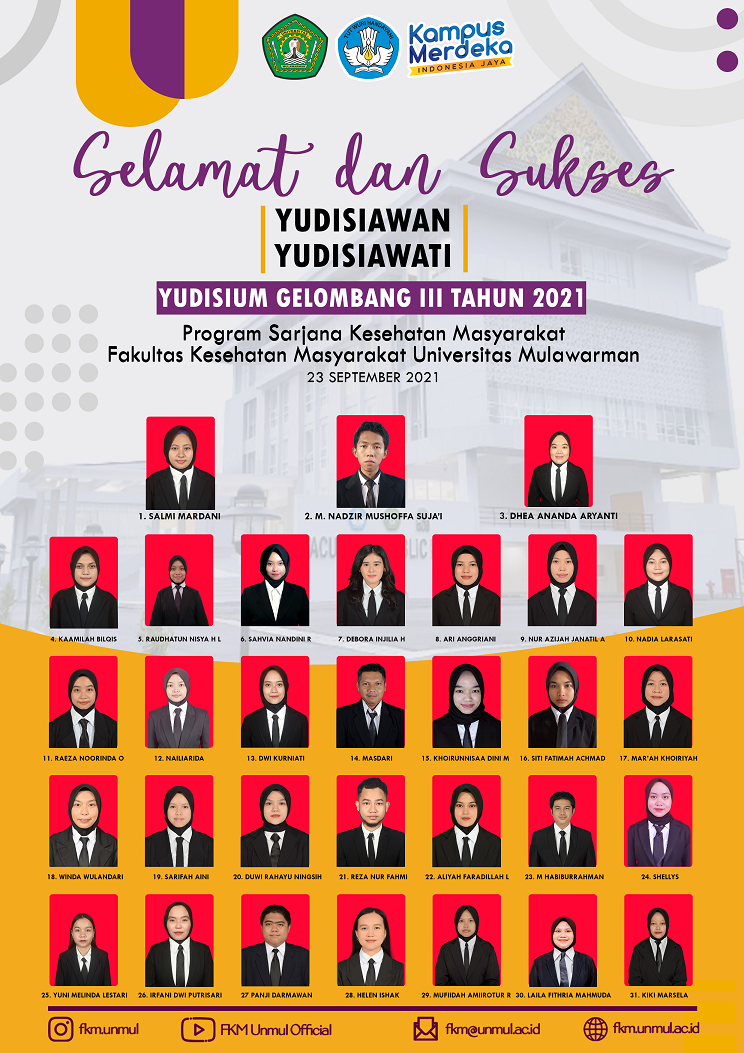 Kampus
Merdeka
INDONESIA JAYA
Selamat dan Sukses
YUDISIAWAN
YUDISIAWATI
YUDISIUM GELOMBANG III TAHUN 2021
Program Sarjana Kesehatan Masyarakat
Fakultas Kesehatan Masyarakat Universitas Mulawarman
23 SEPTEMBER 2021
1. SALMI MARDANI
2. M. NADZIR MUSHOFFA SUJA'I
3. DHEA ANANDA ARYANTI
4. KAAMILAH BILQIS
5. RAUDHATUN NISYA H L
6. SAHVIA NANDINI R
7. DEBORA INJILIA H
8. ARI ANGGRIANI
9. NUR AZIJAH JANATIL A
10. NADIA LARASATI
11. RAEZA NOORINDA O
12. NAILIARIDA
13. DWI KURNIATI
14. MASDARI
15. KHOIRUNNISAA DINI M
16. SITI FATIMAH ACHMAD
17. MAR'AH KHOIRIYAH
18. WINDA WULANDARI
19. SARIFAH AINI
20. DUWI RAHAYU NINGSIH
21. REZA NUR FAHMI
22. ALIYAH FARADILLAH L
23. M HABIBURRAHMAN
24. SHELLYS
25. YUNI MELINDA LESTARI
26. IRFANI DWI PUTRISARI
27 PANJI DARMAWAN
28. HELEN ISHAK
29. MUFIIDAH AMIIROTUR R
30. LAILA FITHRIA MAHMUDA
31. KIKI MARSELA
fkm.unmul
FKM Unmul Official
fkm@unmul.ac.id
fkm.unmul.ac.id